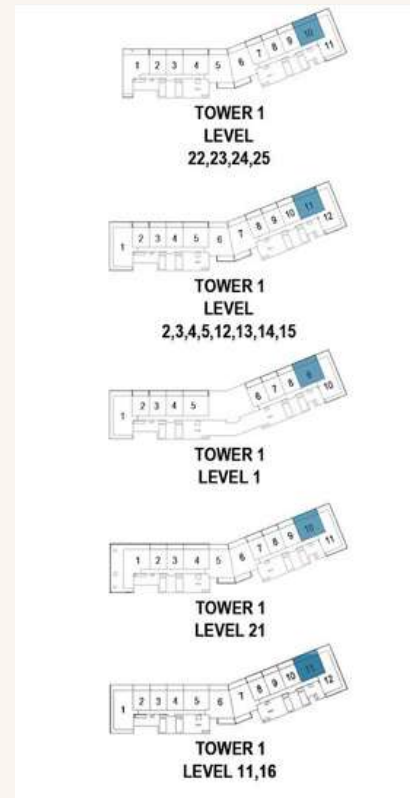 1 2 3 4 5 6 7 8 9 10 11
TOWER 1
LEVEL
22,23,24,25
1 2 3 4 5 6 7 8 9 10 11 12
TOWER 1
LEVEL
2,3,4,5,12,13,14,15
1 2 3 4 5 6 7 8 9 10
TOWER 1
LEVEL 1
1 2 3 4 5 6 7 8 9 10 11
TOWER 1
LEVEL 21
1 2 3 4 5 6 7 8 9 10 11 12
TOWER 1
LEVEL 11,16